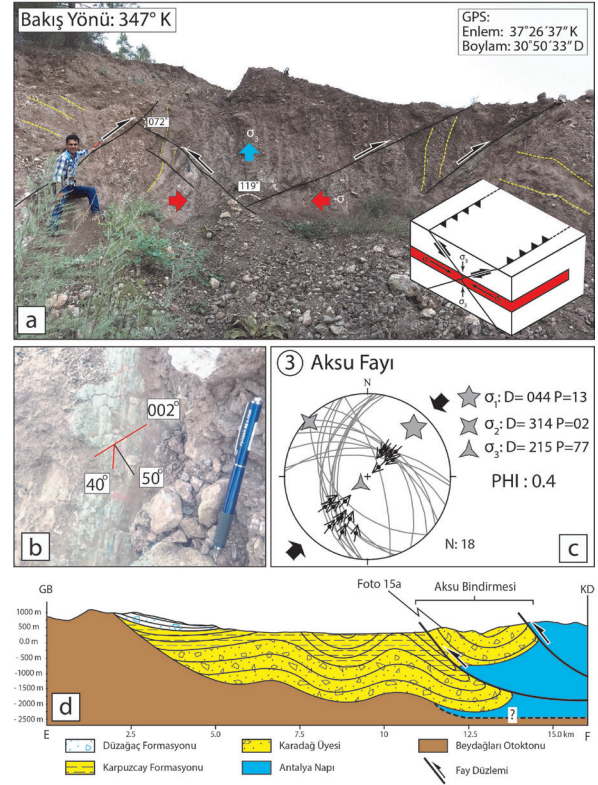 Bakış Yönü: 347° K
GPS:
Enlem: 37°26´37˝K
Boylam: 30°50´33˝D
072°
σ3
119°
σ
σ3
σ3
a
002°
40°
50°
b
3 Aksu Fayı
N
σ1: D= 044 P=13
σ2: D= 314 P=02
σ3: D= 215 P=77
PHI : 0.4
N: 18
c
GB
Foto 15a
Aksu Bindirmesi
KD
1000 m
500 m
0.0 m
- 500 m
-1000 m
-1500 m
- 2000 m
- 2500 m
d
?
E
2.5
5.0
7.5
10
12.5
15.0 km
F
Düzağaç Formasyonu
Karadağ Üyesi
Beydağları Otoktonu
Karpuzcay Formasyonu
Antalya Napı
Fay Düzlemi